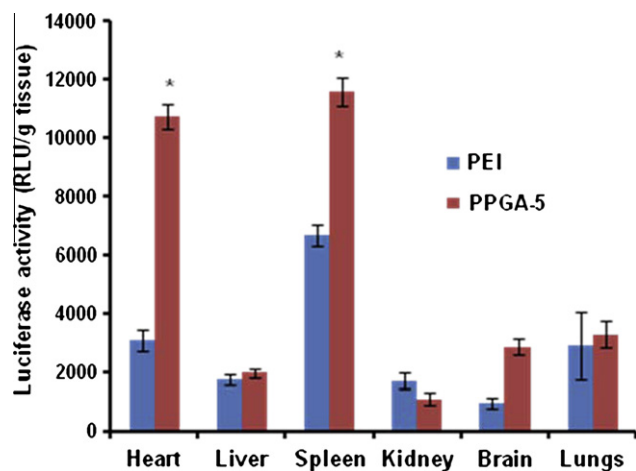 Luciferase activity (RLU/g tissue)
14000
12000
10000
8000
6000
4000
2000
0
*
*
PEI
PPGA-5
Heart Liver Spleen Kidney Brain Lungs